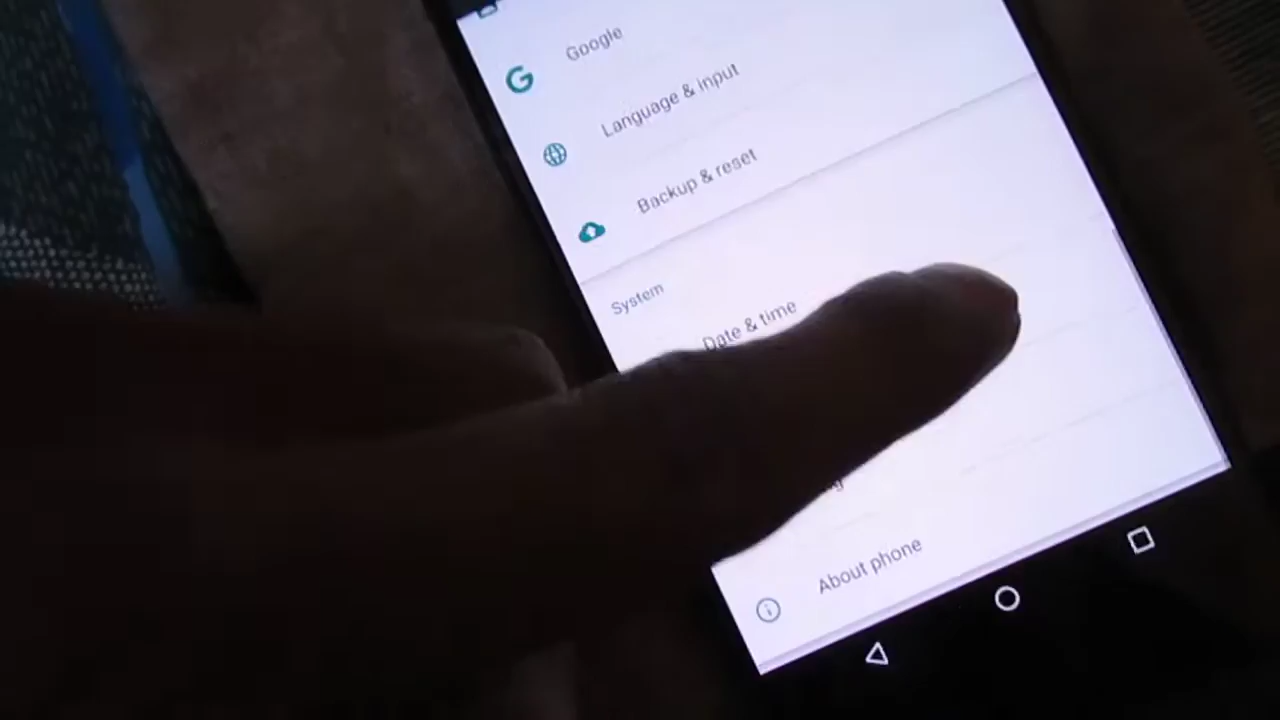 Google
Language & input
Backup & reset
System
Date & time
About phone